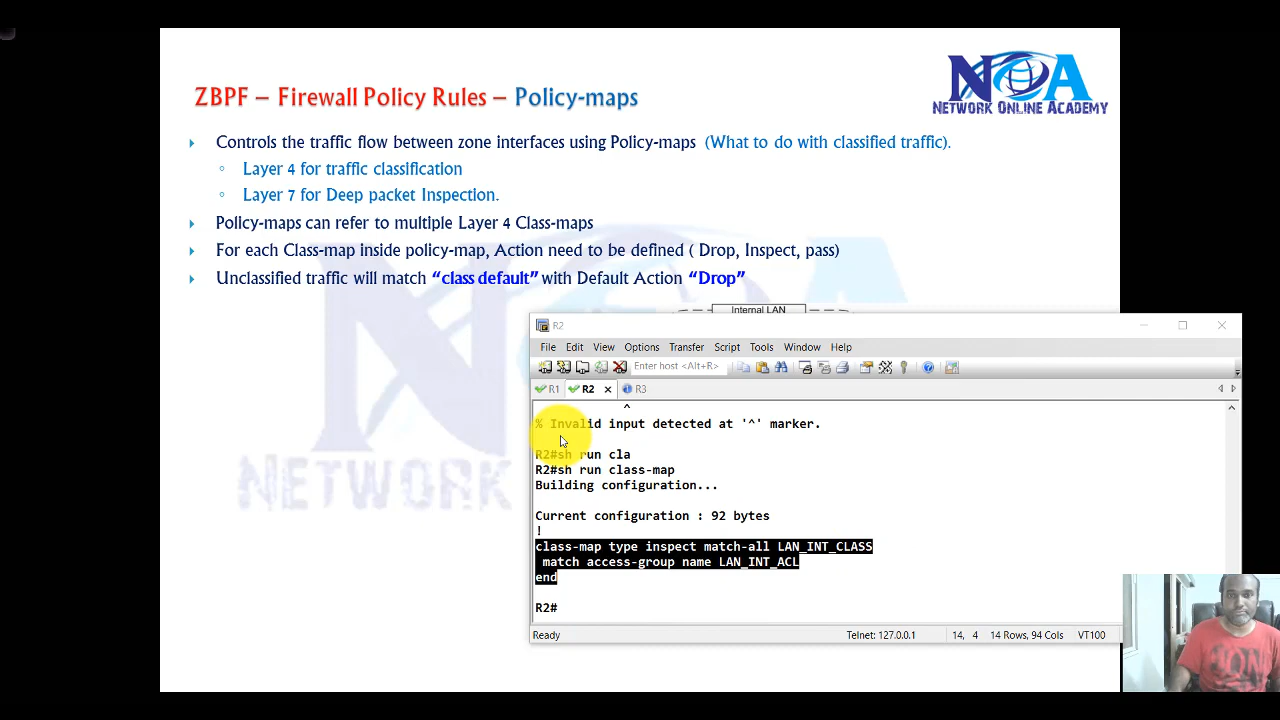 NOA
NETWORK ONLINE ACADEMY
ZBPF – Firewall Policy Rules – Policy-maps
Controls the traffic flow between zone interfaces using Policy-maps (What to do with classified traffic).
Layer 4 for traffic classification
Layer 7 for Deep packet Inspection.
Policy-maps can refer to multiple Layer 4 Class-maps
For each Class-map inside policy-map, Action need to be defined ( Drop, Inspect, pass)
Unclassified traffic will match “class default” with Default Action “Drop”
Internal LAN
NETWORK
R2
File Edit View Options Transfer Script Tools Window Help
Enter host <Alt+R>
R1 R2 × R3
^
% Invalid input detected at '^' marker.
R2#sh run cla
R2#sh run class-map
Building configuration...
Current configuration : 92 bytes
!
class-map type inspect match-all LAN_INT_CLASS
match access-group name LAN_INT_ACL
end
R2#
Ready Telnet: 127.0.0.1 14, 4 14 Rows, 94 Cols VT100